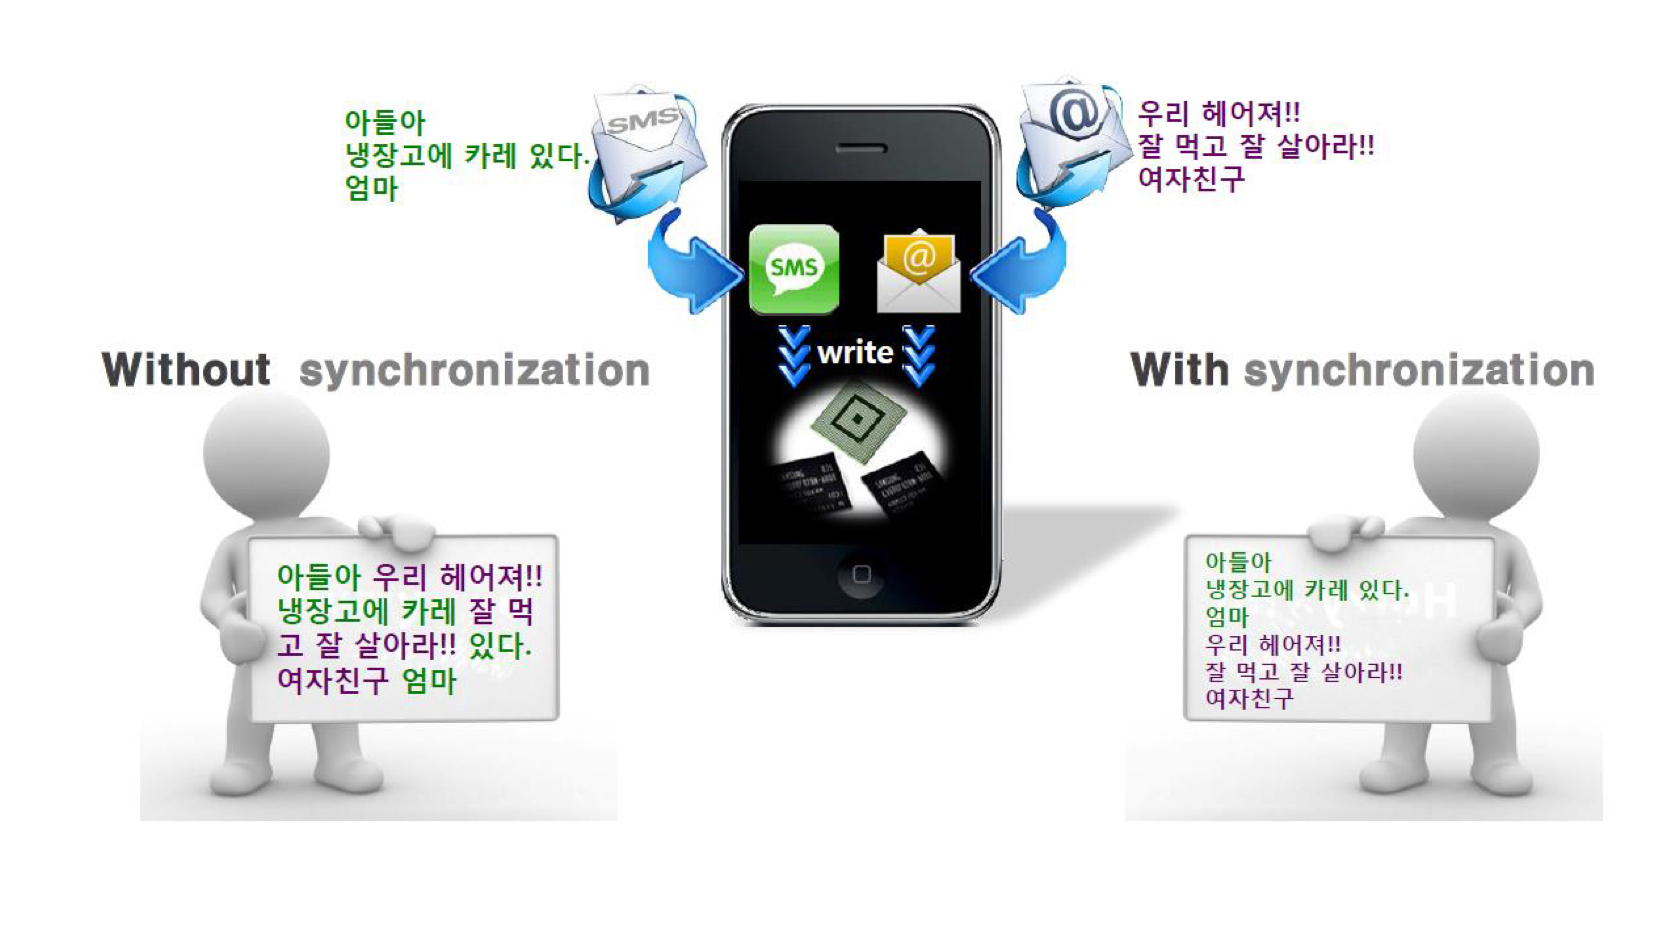 아들아
냉장고에 카레 있다.
엄마
SMS
@
우리 헤어져!!
잘 먹고 잘 살아라!!
여자친구
SMS
@
write
Without synchronization
With synchronization
SAMSUNG
SAMSUNG
아들아 우리 헤어져!!
냉장고에 카레 잘 먹
고 잘 살아라!! 있다.
여자친구 엄마
아들아
냉장고에 카레 있다.
엄마
우리 헤어져!!
잘 먹고 잘 살아라!!
여자친구